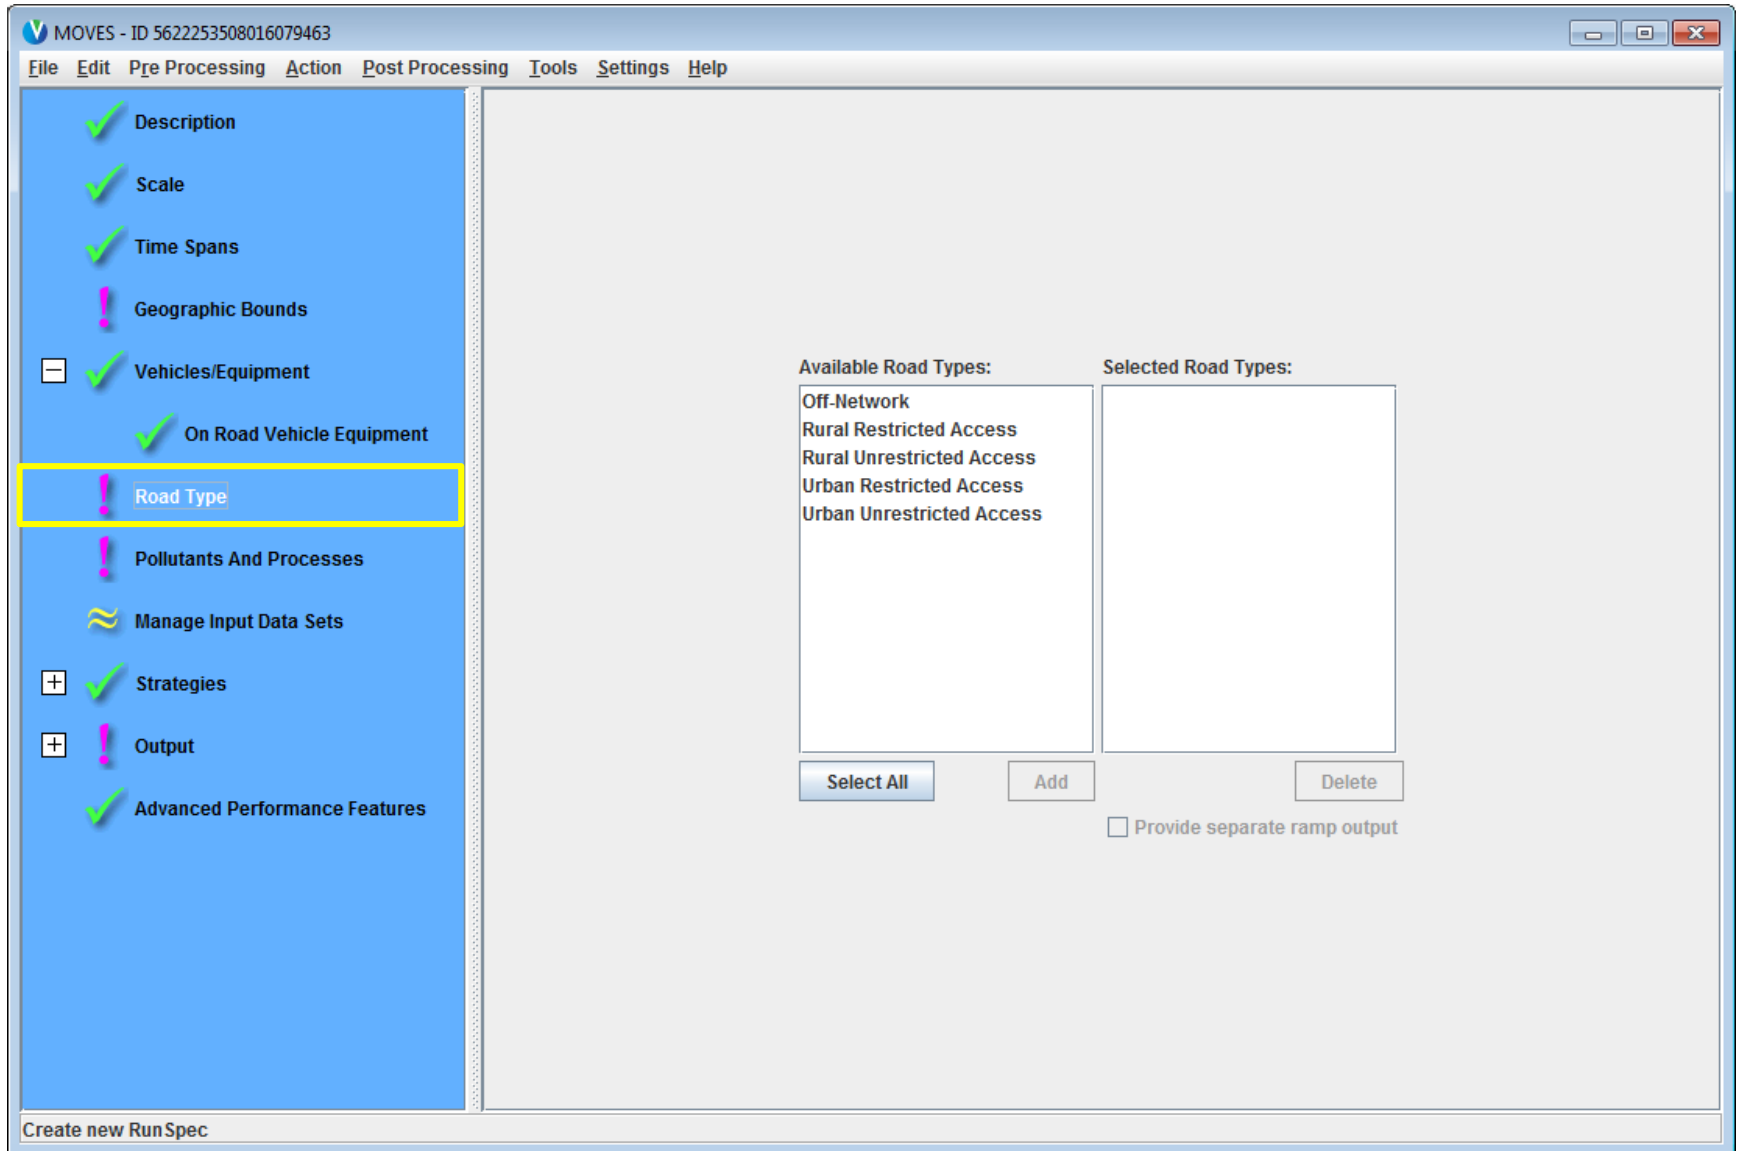 MOVES - ID 5622253508016079463
File Edit Pre Processing Action Post Processing Tools Settings Help
Description
Scale
Time Spans
Geographic Bounds
Vehicles/Equipment
On Road Vehicle Equipment
Road Type
Pollutants And Processes
Manage Input Data Sets
Strategies
Output
Advanced Performance Features
Available Road Types: Selected Road Types:
Off-Network
Rural Restricted Access
Rural Unrestricted Access
Urban Restricted Access
Urban Unrestricted Access
Select All Add Delete
Provide separate ramp output
Create new RunSpec